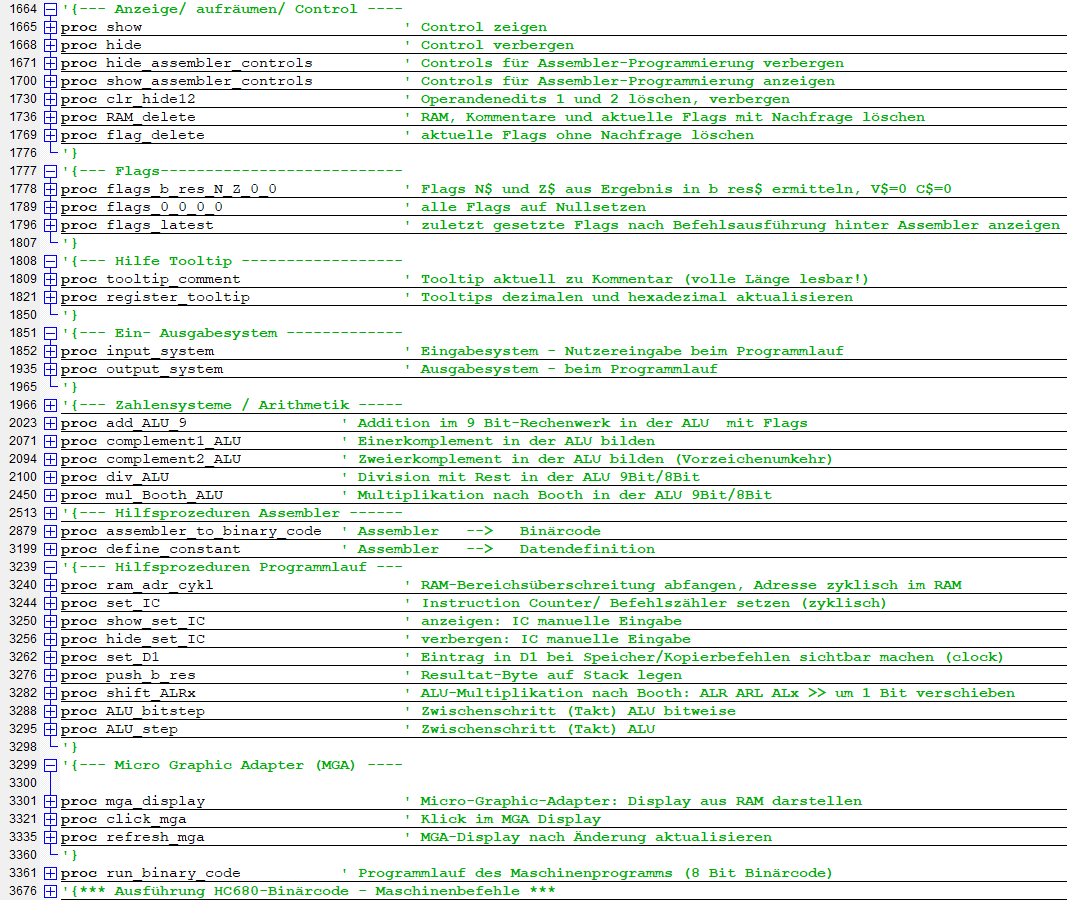 1664 '{--- Anzeige/ aufräumen/ Control ----
1665 proc show ' Control zeigen
1668 proc hide ' Control verbergen
1671 proc hide_assembler_controls ' Controls für Assembler-Programmierung verbergen
1700 proc show_assembler_controls ' Controls für Assembler-Programmierung anzeigen
1730 proc clr_hide12 ' Operandenedits 1 und 2 löschen, verbergen
1736 proc RAM_delete ' RAM, Kommentare und aktuelle Flags mit Nachfrage löschen
1769 proc flag_delete ' aktuelle Flags ohne Nachfrage löschen
1776 '}
1777 '{--- Flags---------------------------
1778 proc flags_b_res_N_Z_0_0 ' Flags N$ und Z$ aus Ergebnis in b res$ ermitteln, V$=0 C$=0
1789 proc flags_0_0_0_0 ' alle Flags auf Nullsetzen
1796 proc flags_latest ' zuletzt gesetzte Flags nach Befehlsausführung hinter Assembler anzeigen
1807 '}
1808 '{--- Hilfe Tooltip ------------------
1809 proc tooltip_comment ' Tooltip aktuell zu Kommentar (volle Länge lesbar!)
1821 proc register_tooltip ' Tooltips dezimalen und hexadezimal aktualisieren
1850 '}
1851 '{--- Ein- Ausgabesystem -------------
1852 proc input_system ' Eingabesystem - Nutzereingabe beim Programmlauf
1935 proc output_system ' Ausgabesystem - beim Programmlauf
1965 '}
1966 '{--- Zahlensysteme / Arithmetik -----
2023 proc add_ALU_9 ' Addition im 9 Bit-Rechenwerk in der ALU  mit Flags
2071 proc complement1_ALU ' Einerkomplement in der ALU bilden
2094 proc complement2_ALU ' Zweierkomplement in der ALU bilden (Vorzeichenumkehr)
2100 proc div_ALU ' Division mit Rest in der ALU 9Bit/8Bit
2450 proc mul_Booth_ALU ' Multiplikation nach Booth in der ALU 9Bit/8Bit
2513 '{--- Hilfsprozeduren Assembler ------
2879 proc assembler_to_binary_code ' Assembler   -->   Binärcode
3199 proc define_constant ' Assembler   -->   Datendefinition
3239 '{--- Hilfsprozeduren Programmlauf ---
3240 proc ram_adr_cykl ' RAM-Bereichsüberschreitung abfangen, Adresse zyklisch im RAM
3244 proc set_IC ' Instruction Counter/ Befehlszähler setzen (zyklisch)
3250 proc show_set_IC ' anzeigen: IC manuelle Eingabe
3256 proc hide_set_IC ' verbergen: IC manuelle Eingabe
3262 proc set_D1 ' Eintrag in D1 bei Speicher/Kopierbefehlen sichtbar machen (clock)
3276 proc push_b_res ' Resultat-Byte auf Stack legen
3282 proc shift_ALRx ' ALU-Multiplikation nach Booth: ALR ARL ALx >> um 1 Bit verschieben
3288 proc ALU_bitstep ' Zwischenschritt (Takt) ALU bitweise
3295 proc ALU_step ' Zwischenschritt (Takt) ALU
3298 '}
3299 '{--- Micro Graphic Adapter (MGA) ----
3300
3301 proc mga_display ' Micro-Graphic-Adapter: Display aus RAM darstellen
3321 proc click_mga ' Klick im MGA Display
3335 proc refresh_mga ' MGA-Display nach Änderung aktualisieren
3360 '}
3361 proc run_binary_code ' Programmlauf des Maschinenprogramms (8 Bit Binärcode)
3676 '{*** Ausführung HC680-Binärcode - Maschinenbefehle ***